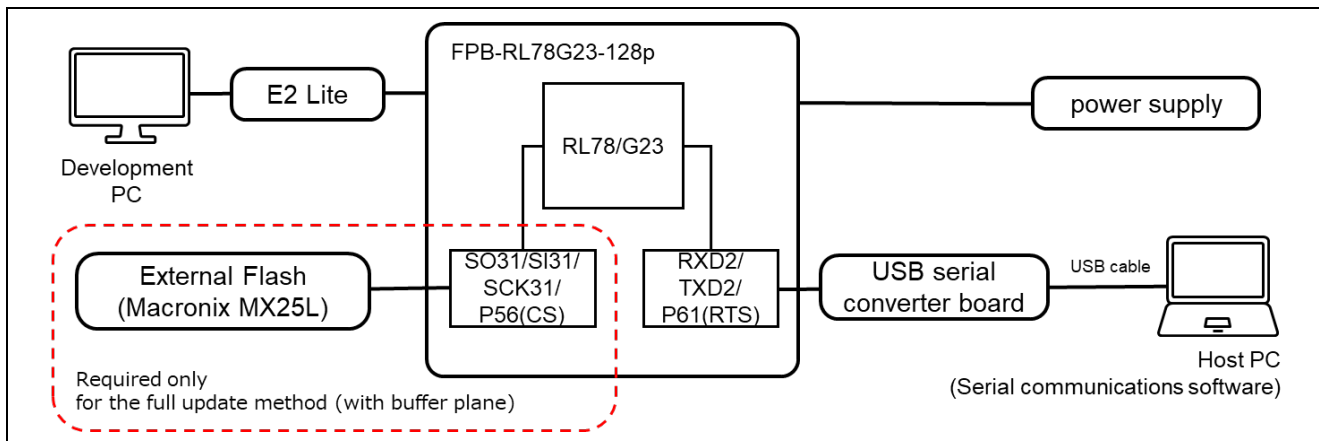 FPB-RL78G23-128p
E2 Lite
power supply
RL78/G23
Development
PC
External Flash
(Macronix MX25L)
SO31/SI31/
SCK31/
P56(CS)
RXD2/
TXD2/
P61(RTS)
USB serial
converter board
USB cable
Host PC
(Serial communications software)
Required only
for the full update method (with buffer plane)